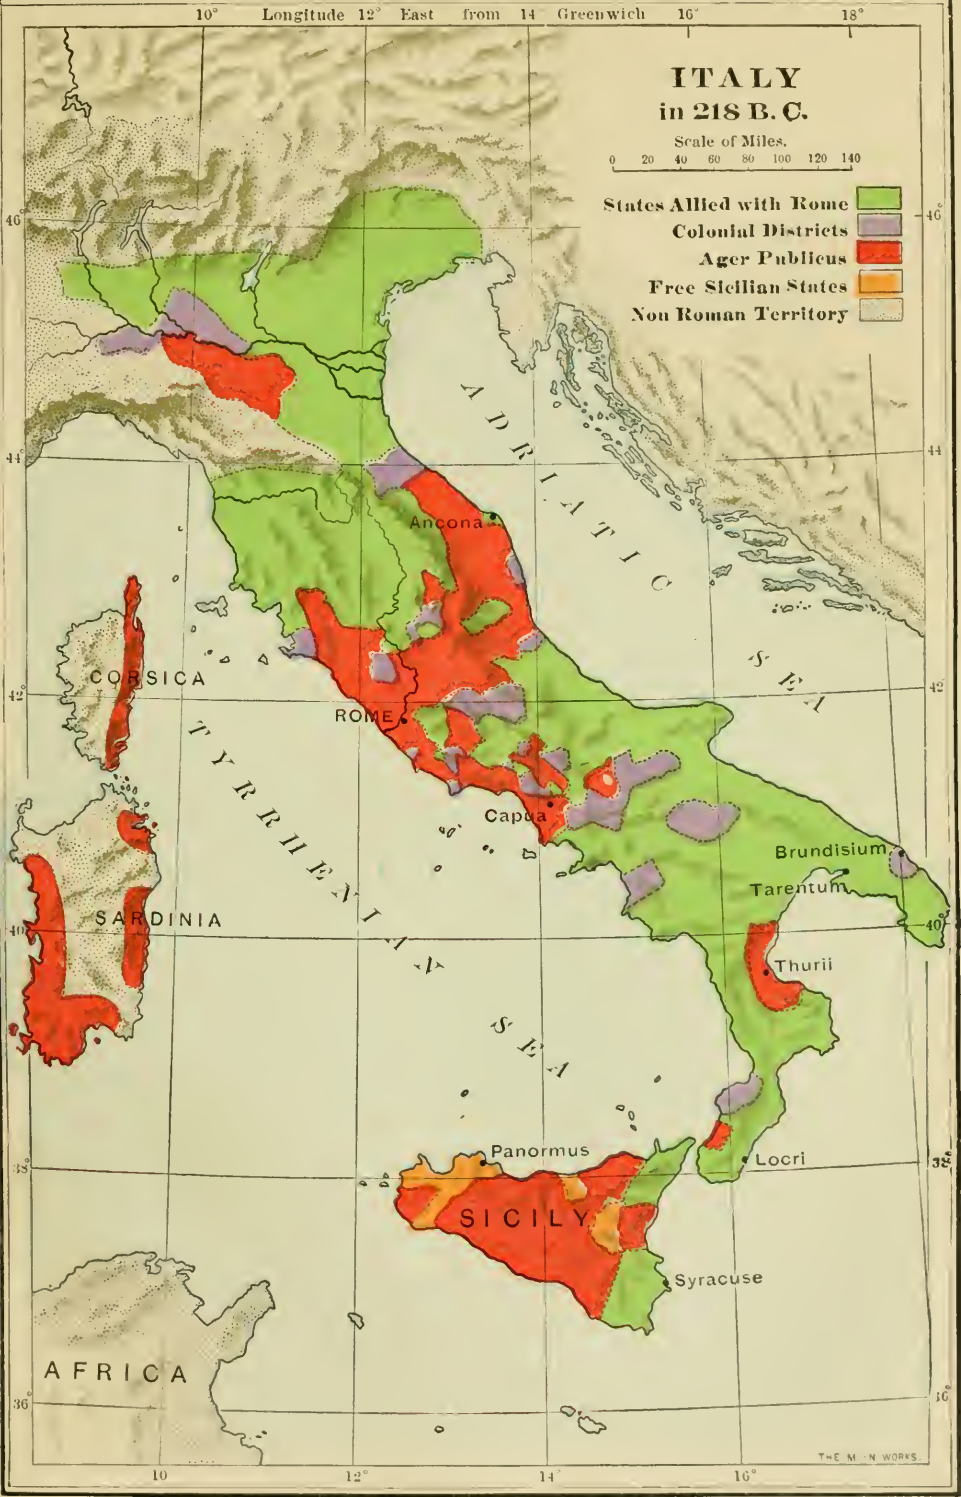 10° Longitude 12° East from 14 Greenwich 16° 18°
ITALY
in 218 B.C.
Scale of Miles.
0 20 40 60 80 100 120 140
States Allied with Rome
Colonial Districts
Ager Publicus
Free Sicilian States
Non Roman Territory
46° 46°
ADRIATIC SEA
44° 44
Ancona
CORSICA
42° 42
ROME
TYRRHENIAN SEA
Capua
Brundisium
Tarentum
SARDINIA
40 40°
Thurii
Panormus
Locri
38 38
SICILY
Syracuse
AFRICA
36° 36
10 12° 14° 16°
WORKS.